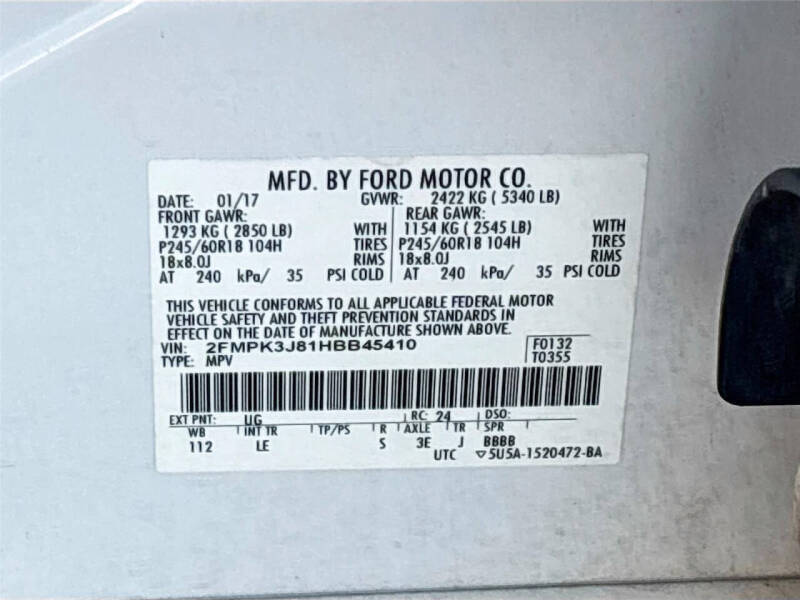 MFD. BY FORD MOTOR CO.
DATE: 01/17 GVWR: 2422 KG ( 5340 LB)
FRONT GAWR: REAR GAWR:
1293 KG ( 2850 LB) WITH 1154 KG ( 2545 LB) WITH
P245/60R18 104H TIRES P245/60R18 104H TIRES
18x8.0J RIMS 18x8.0J RIMS
AT 240 kPa/ 35 PSI COLD AT 240 kPa/ 35 PSI COLD
THIS VEHICLE CONFORMS TO ALL APPLICABLE FEDERAL MOTOR
VEHICLE SAFETY AND THEFT PREVENTION STANDARDS IN
EFFECT ON THE DATE OF MANUFACTURE SHOWN ABOVE.
VIN: 2FMPK3J81HBB45410 F0132
TYPE: MPV T0355
EXT PNT: UG RC: 24 DSO:
WB INT TR TP/PS R AXLE TR SPR
112 LE S 3E J BBBB
UTC ▽5U5A-1520472-BA